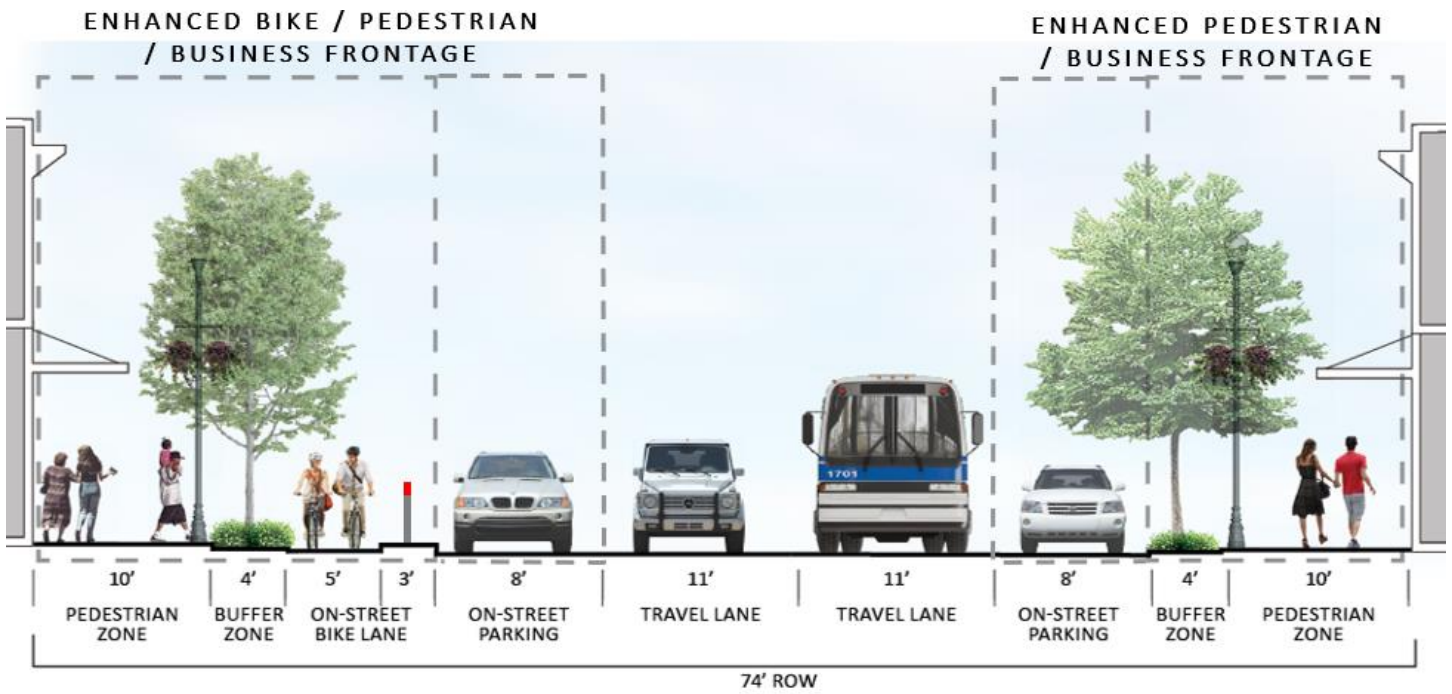 ENHANCED BIKE / PEDESTRIAN
/ BUSINESS FRONTAGE
ENHANCED PEDESTRIAN
/ BUSINESS FRONTAGE
1701
10' 4' 5' 3' 8' 11' 11' 8' 4' 10'
PEDESTRIAN BUFFER ON-STREET ON-STREET TRAVEL LANE TRAVEL LANE ON-STREET BUFFER PEDESTRIAN
ZONE ZONE BIKE LANE PARKING PARKING ZONE ZONE
74' ROW